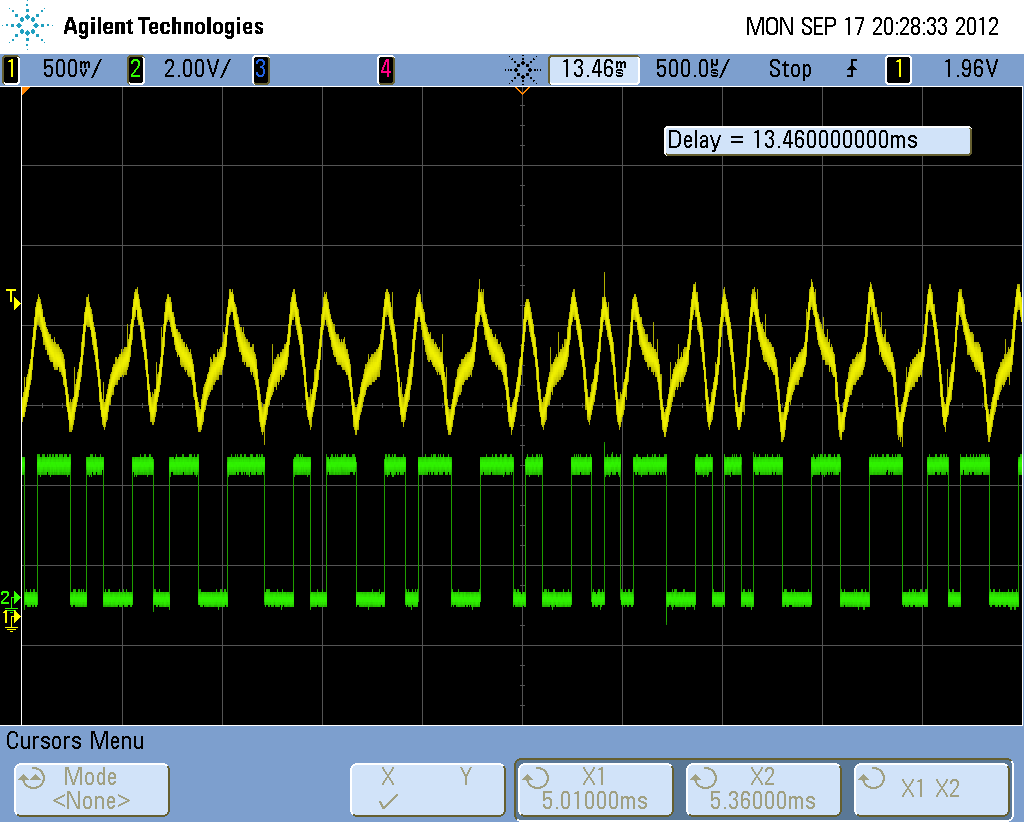 Agilent Technologies MON SEP 17 20:28:33 2012
1 500m/ 2 2.00V/ 3 4 13.46ms 500.0µs/ Stop 1 1.96V
Delay = 13.460000000ms
T
2
1
Cursors Menu
Mode X Y X1 X2 X1 X2
<None> 5.01000ms 5.36000ms